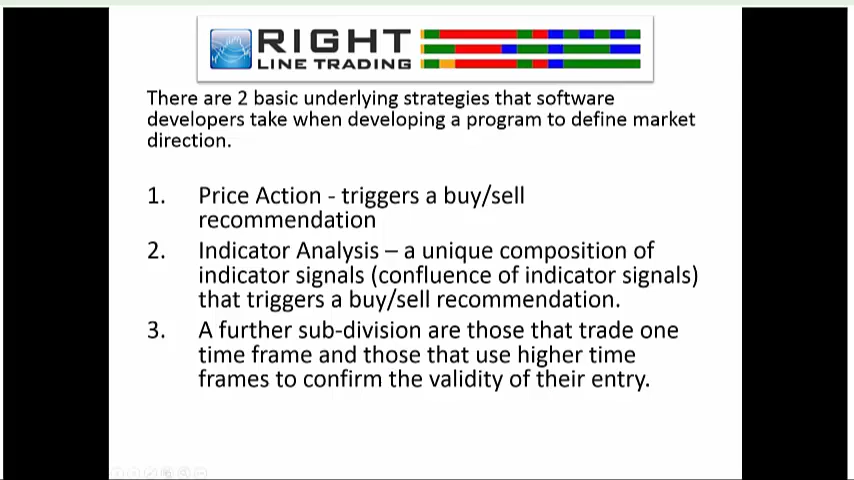 RIGHT
LINE TRADING
There are 2 basic underlying strategies that software
developers take when developing a program to define market
direction.
1. Price Action - triggers a buy/sell
recommendation
2. Indicator Analysis – a unique composition of
indicator signals (confluence of indicator signals)
that triggers a buy/sell recommendation.
3. A further sub-division are those that trade one
time frame and those that use higher time
frames to confirm the validity of their entry.